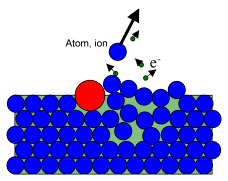 Atom, ion
e⁻